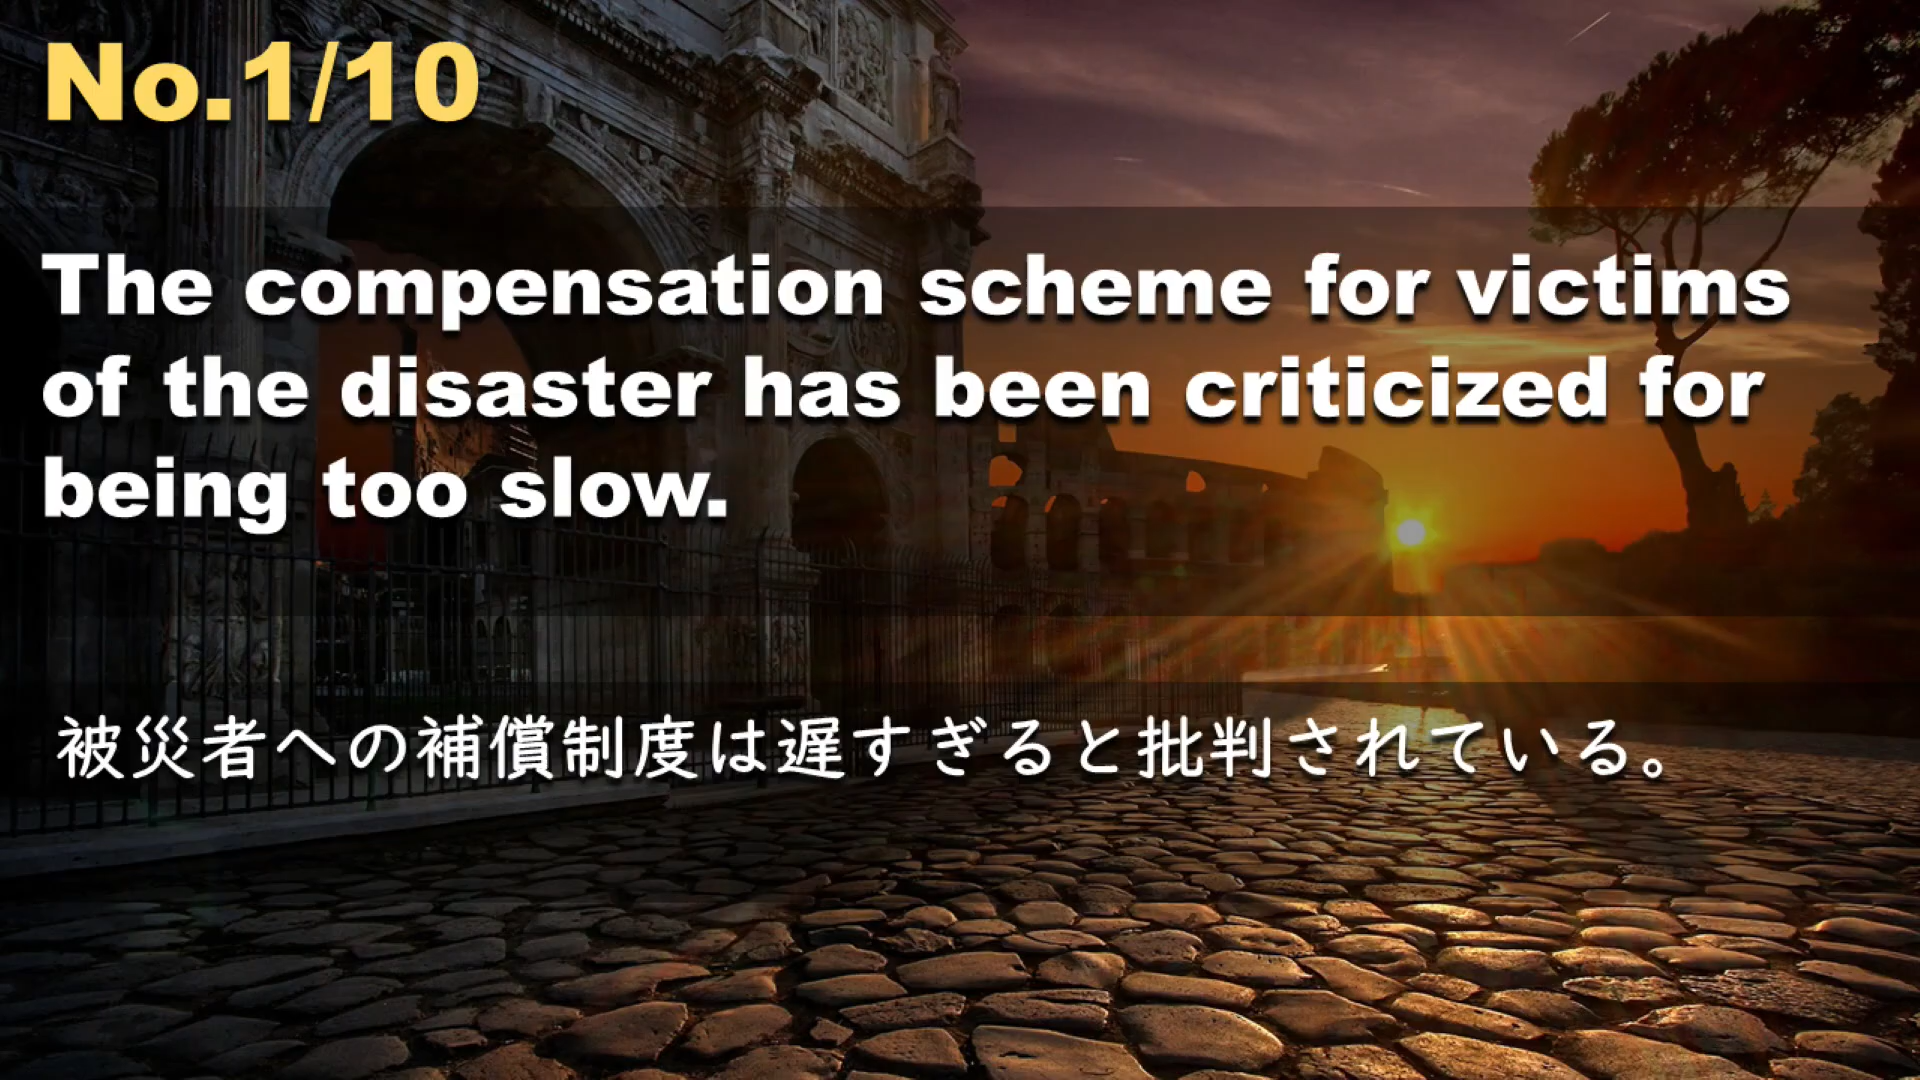 No.1/10
The compensation scheme for victims
of the disaster has been criticized for
being too slow.
被災者への補償制度は遅すぎると批判されている。